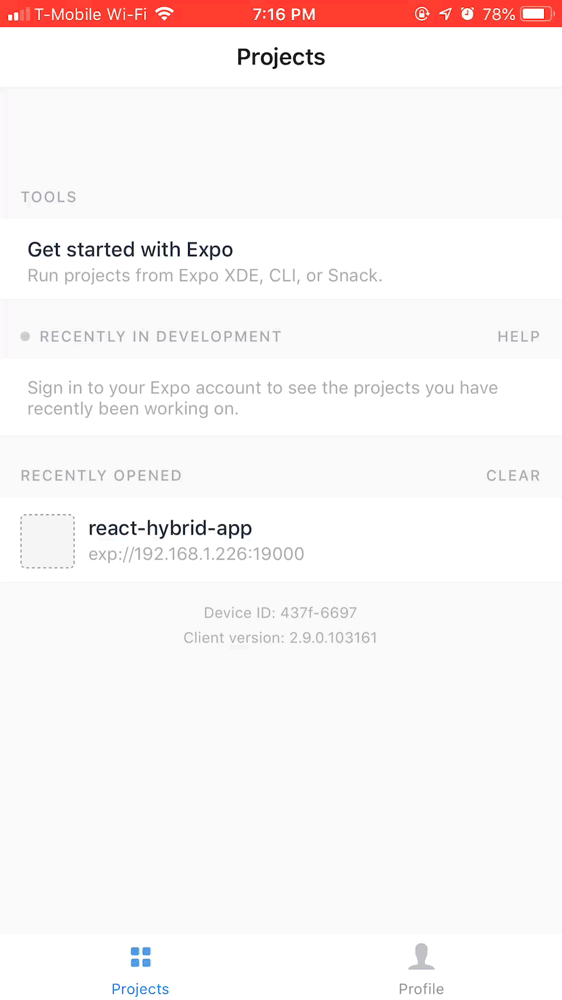 T-Mobile Wi-Fi 7:16 PM 78%
Projects
TOOLS
Get started with Expo
Run projects from Expo XDE, CLI, or Snack.
RECENTLY IN DEVELOPMENT HELP
Sign in to your Expo account to see the projects you have
recently been working on.
RECENTLY OPENED CLEAR
react-hybrid-app
exp://192.168.1.226:19000
Device ID: 437f-6697
Client version: 2.9.0.103161
Projects Profile